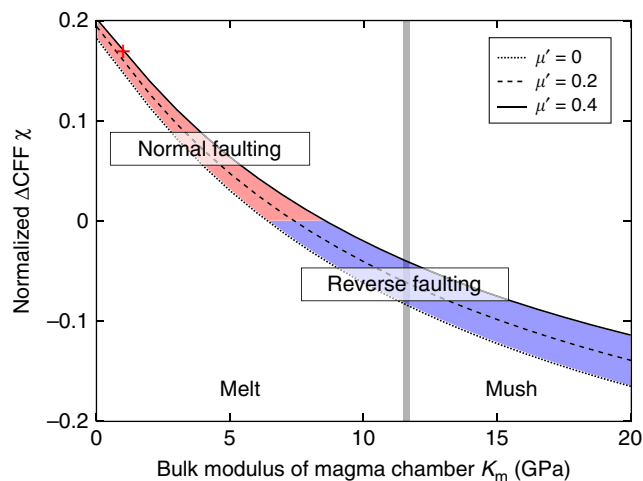 0.2
0.1
0
−0.1
−0.2
Normalized ΔCFF χ
μ′ = 0
μ′ = 0.2
μ′ = 0.4
Normal faulting
Reverse faulting
Melt
Mush
0
5
10
15
20
Bulk modulus of magma chamber Km (GPa)